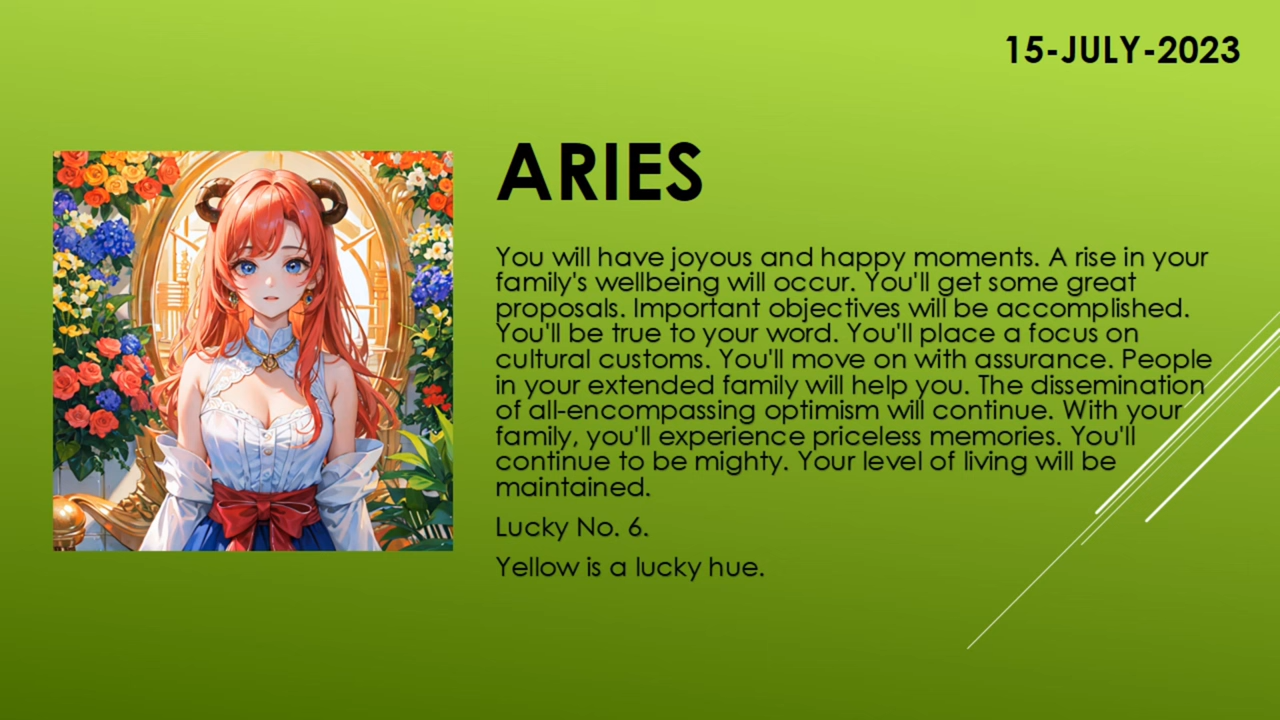 15-JULY-2023
ARIES
You will have joyous and happy moments. A rise in your
family's wellbeing will occur. You'll get some great
proposals. Important objectives will be accomplished.
You'll be true to your word. You'll place a focus on
cultural customs. You'll move on with assurance. People
in your extended family will help you. The dissemination
of all-encompassing optimism will continue. With your
family, you'll experience priceless memories. You'll
continue to be mighty. Your level of living will be
maintained.
Lucky No. 6.
Yellow is a lucky hue.